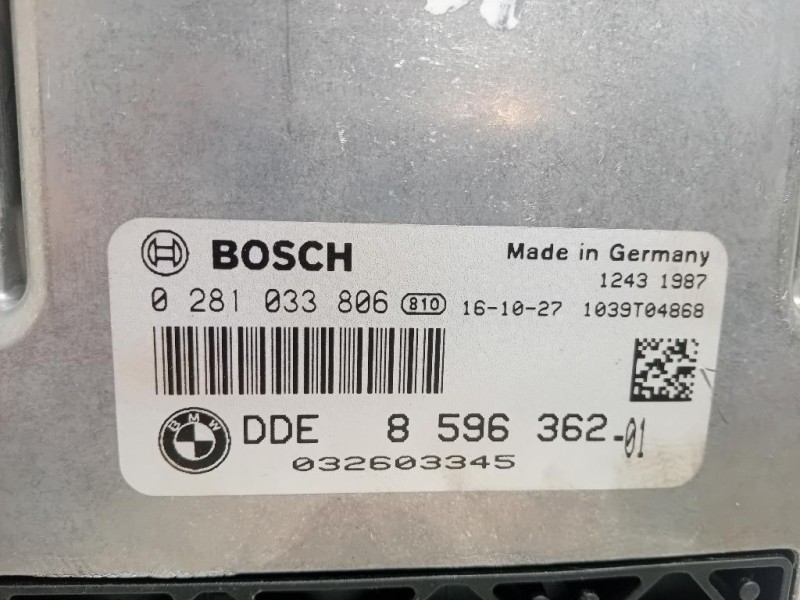 BOSCH Made in Germany
1243 1987
0 281 033 806 810 16-10-27 1039T04868
BMW DDE 8 596 362-01
032603345